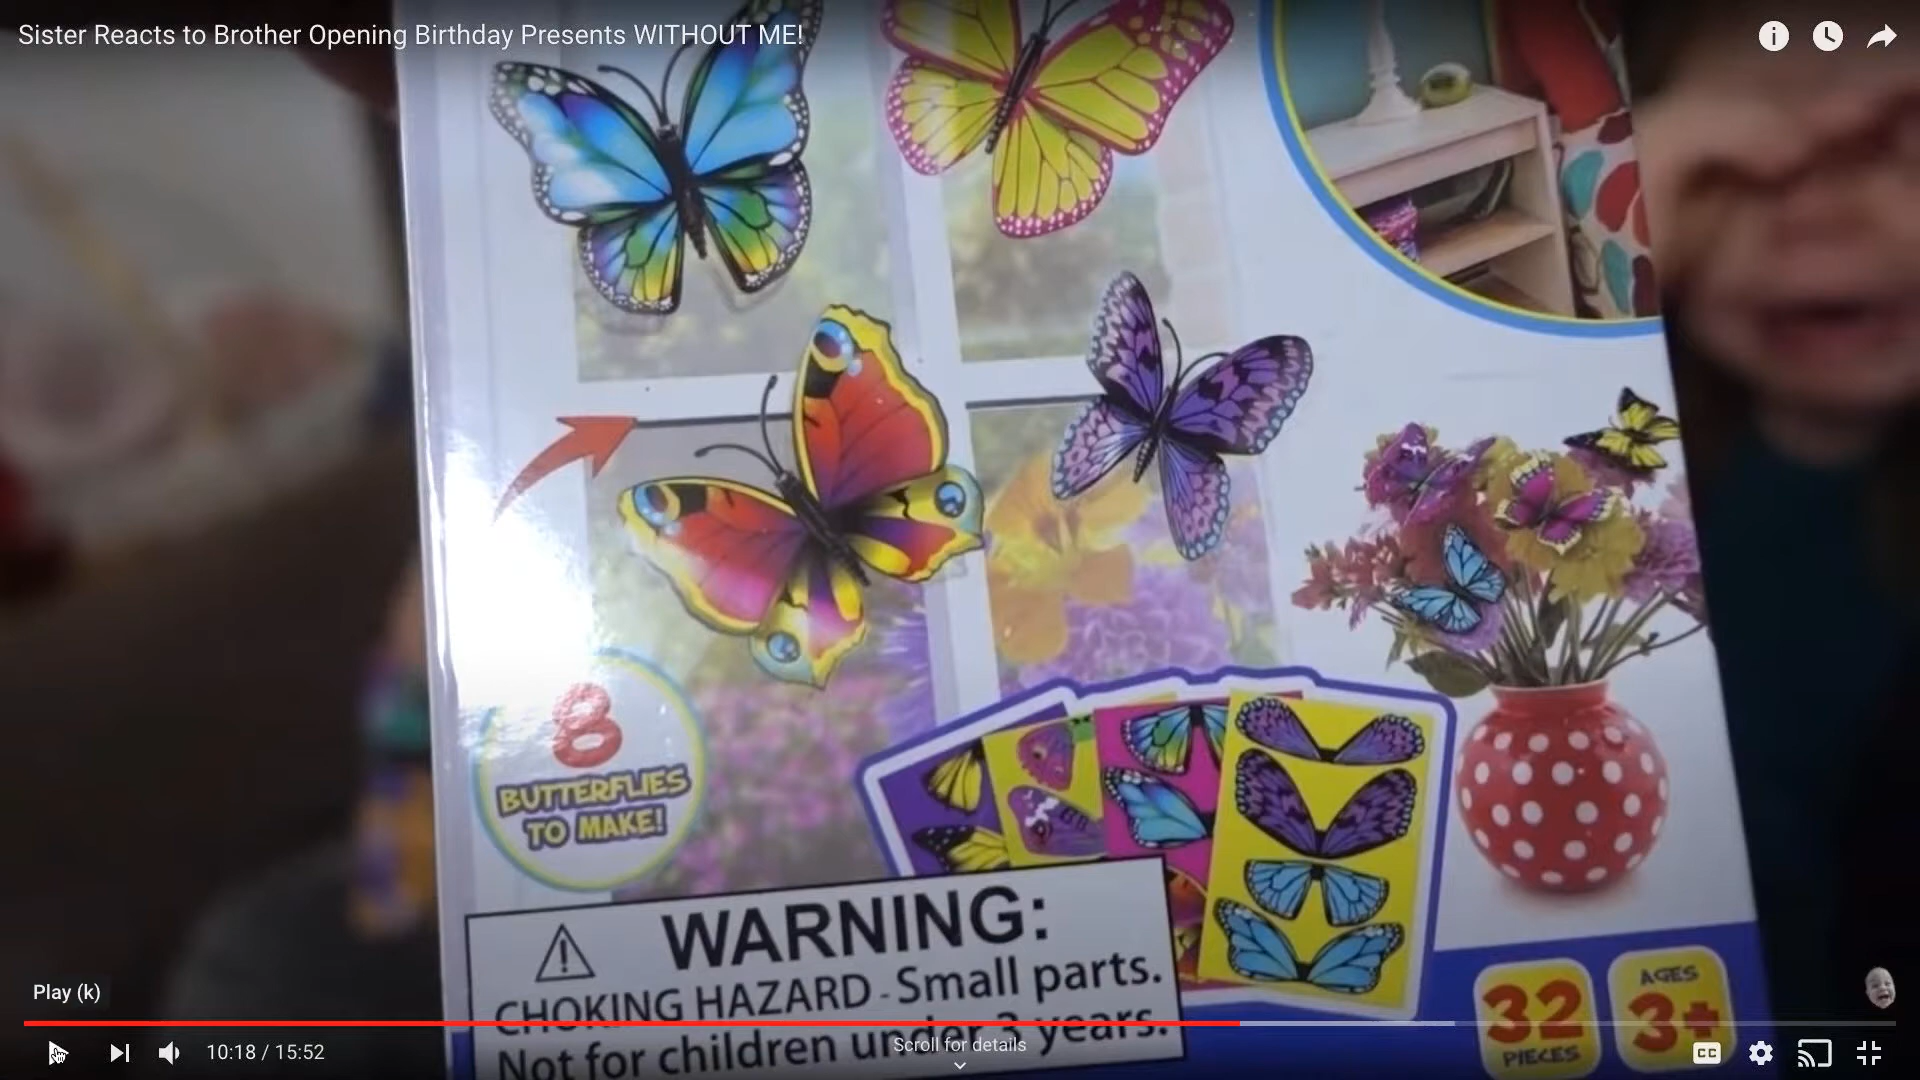 Sister Reacts to Brother Opening Birthday Presents WITHOUT ME!
8
BUTTERFLIES
TO MAKE!
WARNING:
CHOKING HAZARD - Small parts.
Not for children under 3 years.
32
PIECES
AGES
3+
Play (k)
10:18 / 15:52
Scroll for details
CC